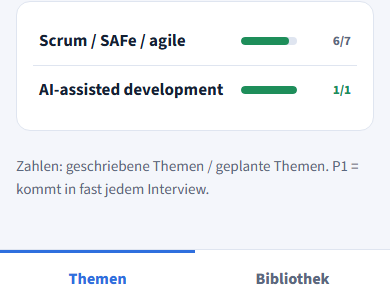 Scrum / SAFe / agile 6/7
AI-assisted development 1/1
Zahlen: geschriebene Themen / geplante Themen. P1 =
kommt in fast jedem Interview.
Themen Bibliothek